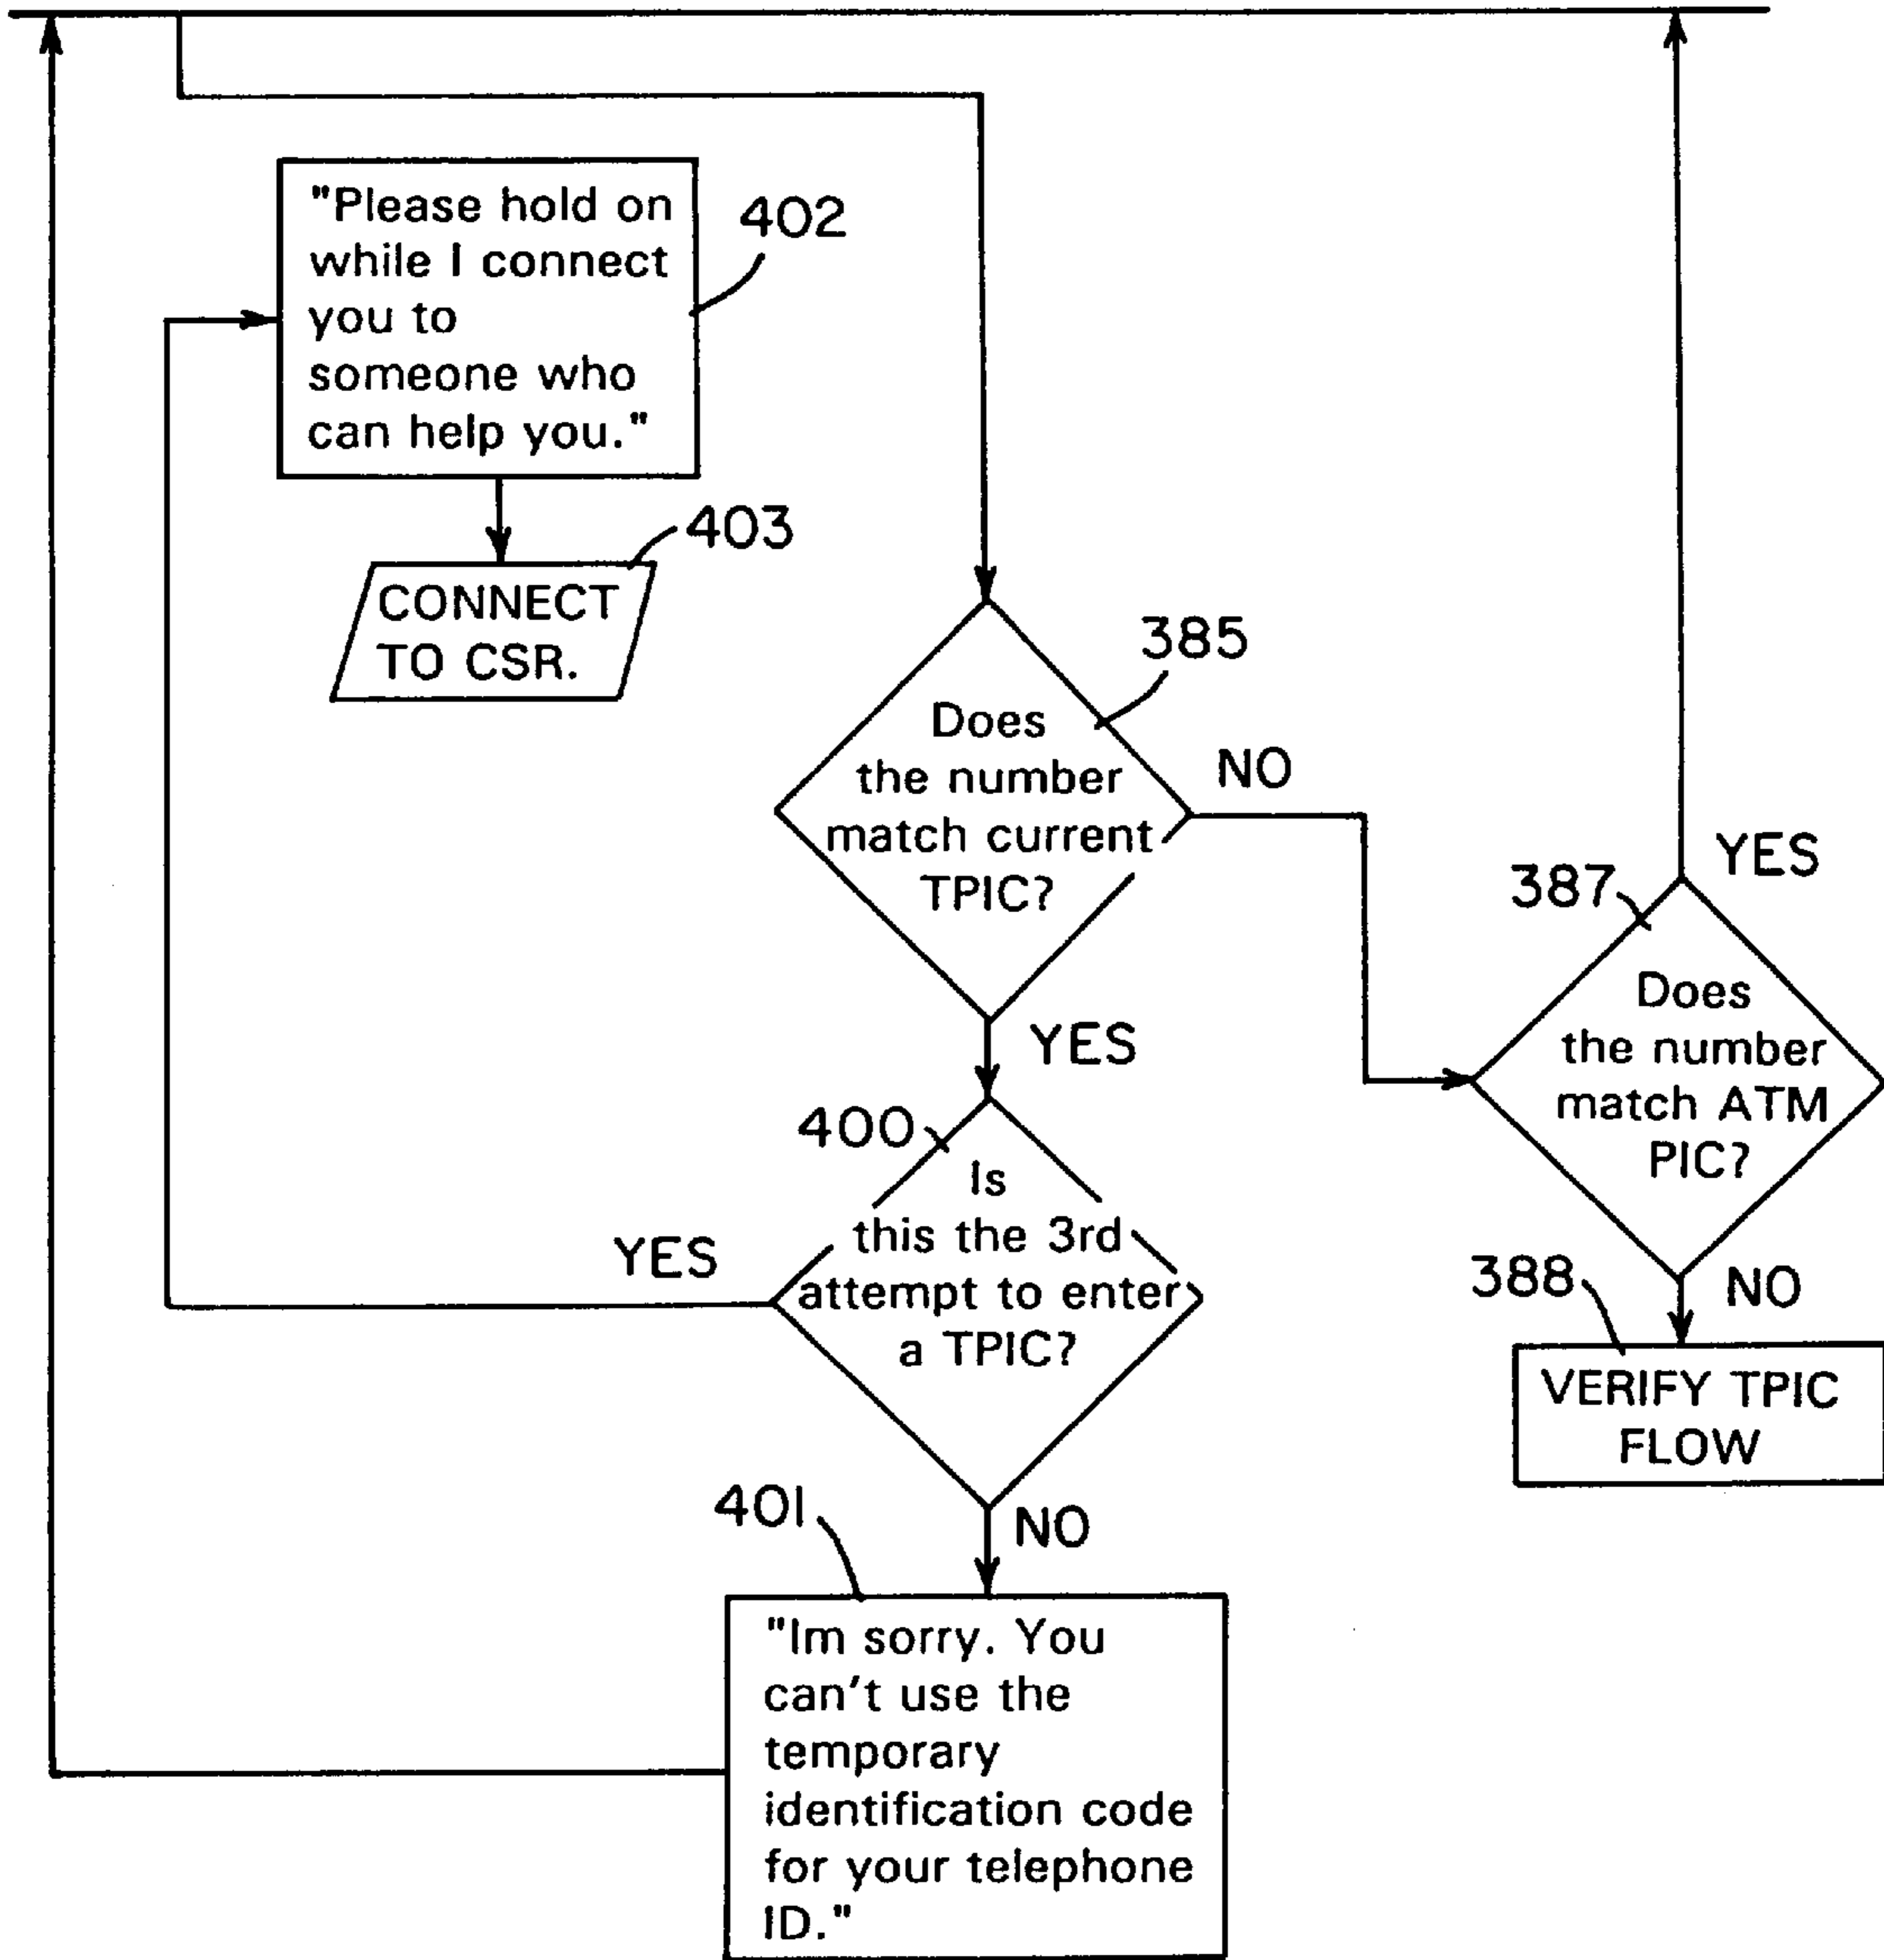 "Please hold on
while I connect
you to
someone who
can help you."
402
403
CONNECT
TO CSR.
385
Does
the number
match current
TPIC?
NO
YES
387
YES
Does
the number
match ATM
PIC?
NO
388
VERIFY TPIC
FLOW
400
Is
this the 3rd
attempt to enter
a TPIC?
YES
NO
401
"Im sorry. You
can't use the
temporary
identification code
for your telephone
ID."